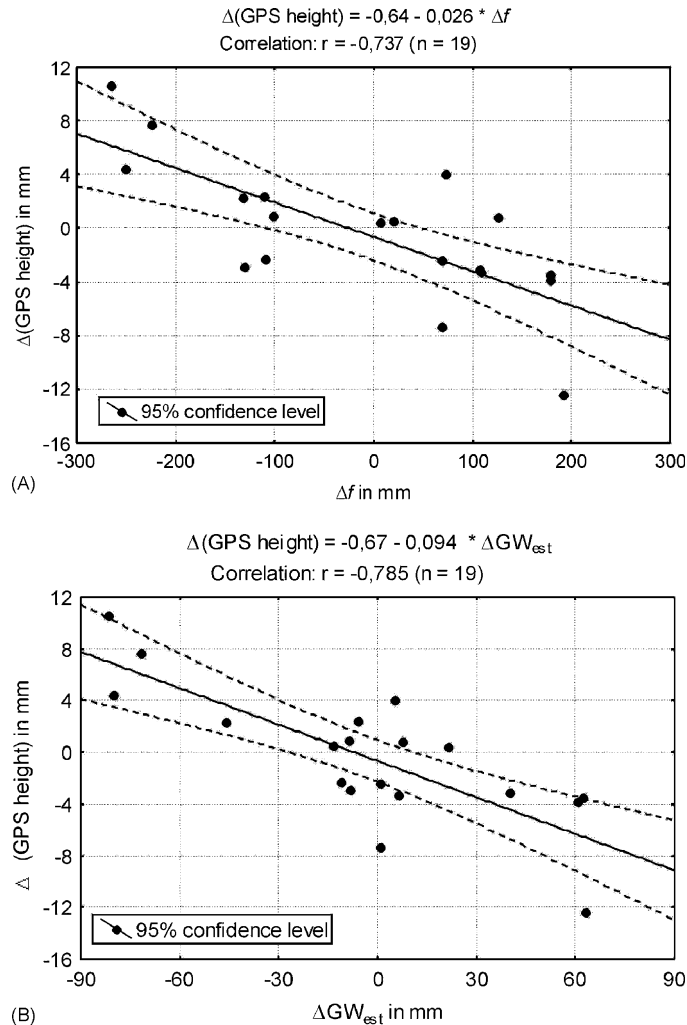 Δ(GPS height) = -0,64 - 0,026 * Δf
Correlation: r = -0,737 (n = 19)
12
8
4
0
-4
-8
-12
-16
Δ(GPS height) in mm
95% confidence level
-300 -200 -100 0 100 200 300
(A)
Δf in mm
Δ(GPS height) = -0,67 - 0,094 * ΔGWest
Correlation: r = -0,785 (n = 19)
12
8
4
0
-4
-8
-12
-16
Δ (GPS height) in mm
95% confidence level
-90 -60 -30 0 30 60 90
(B)
ΔGWest in mm